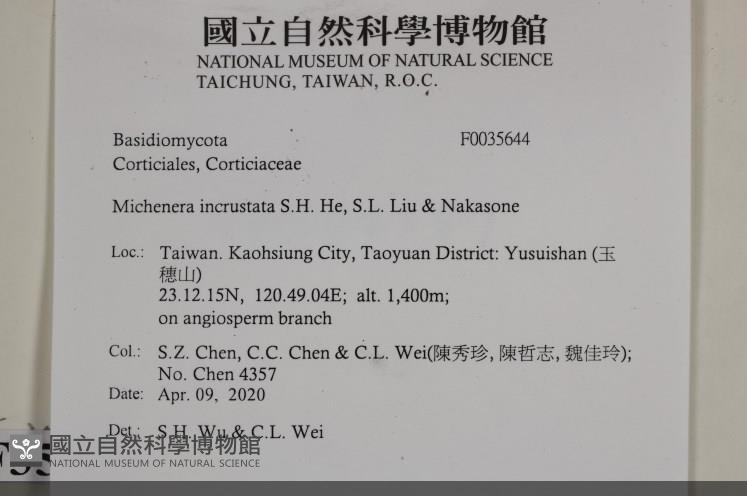 國立自然科學博物館
NATIONAL MUSEUM OF NATURAL SCIENCE
TAICHUNG, TAIWAN, R.O.C.
Basidiomycota F0035644
Corticiales, Corticiaceae
Michenera incrustata S.H. He, S.L. Liu & Nakasone
Loc.: Taiwan. Kaohsiung City, Taoyuan District: Yusuishan (玉
穗山)
23.12.15N, 120.49.04E; alt. 1,400m;
on angiosperm branch
Col.: S.Z. Chen, C.C. Chen & C.L. Wei(陳秀珍, 陳哲志, 魏佳玲);
No. Chen 4357
Date: Apr. 09, 2020
Det.: S.H. Wu & C.L. Wei
國立自然科學博物館
NATIONAL MUSEUM OF NATURAL SCIENCE